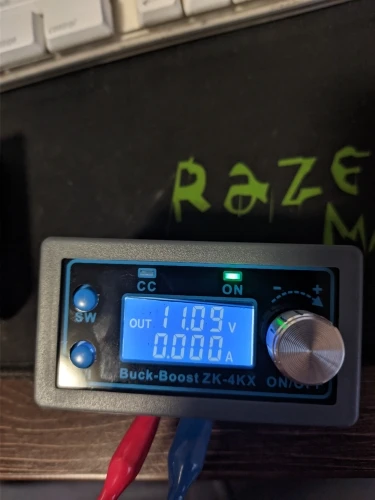 RAZE
M
CC
ON
- +
SW
OUT 11.09 V
0.000 A
Buck-Boost ZK-4KX ON/OFF